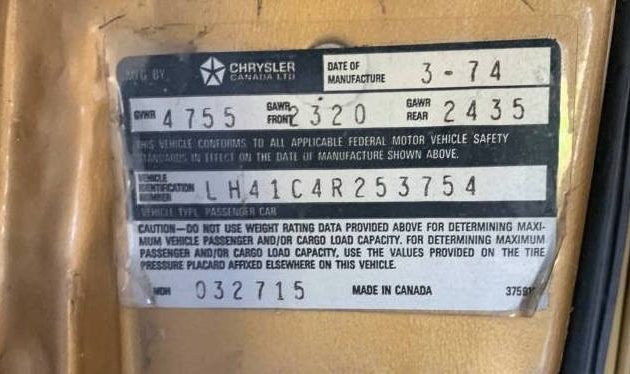 MFG BY
CHRYSLER
CANADA LTD
DATE OF
MANUFACTURE
3-74
GVWR 4755
GAWR
FRONT 2320
GAWR
REAR 2435
THIS VEHICLE CONFORMS TO ALL APPLICABLE FEDERAL MOTOR VEHICLE SAFETY
STANDARDS IN EFFECT ON THE DATE OF MANUFACTURE SHOWN ABOVE.
VEHICLE
IDENTIFICATION
NUMBER
LH41C4R253754
VEHICLE TYPE PASSENGER CAR
CAUTION—DO NOT USE WEIGHT RATING DATA PROVIDED ABOVE FOR DETERMINING MAXI-
MUM VEHICLE PASSENGER AND/OR CARGO LOAD CAPACITY. FOR DETERMINING MAXIMUM
PASSENGER AND/OR CARGO LOAD CAPACITY, USE THE VALUES PROVIDED ON THE TIRE
PRESSURE PLACARD AFFIXED ELSEWHERE ON THIS VEHICLE.
MDH 032715
MADE IN CANADA